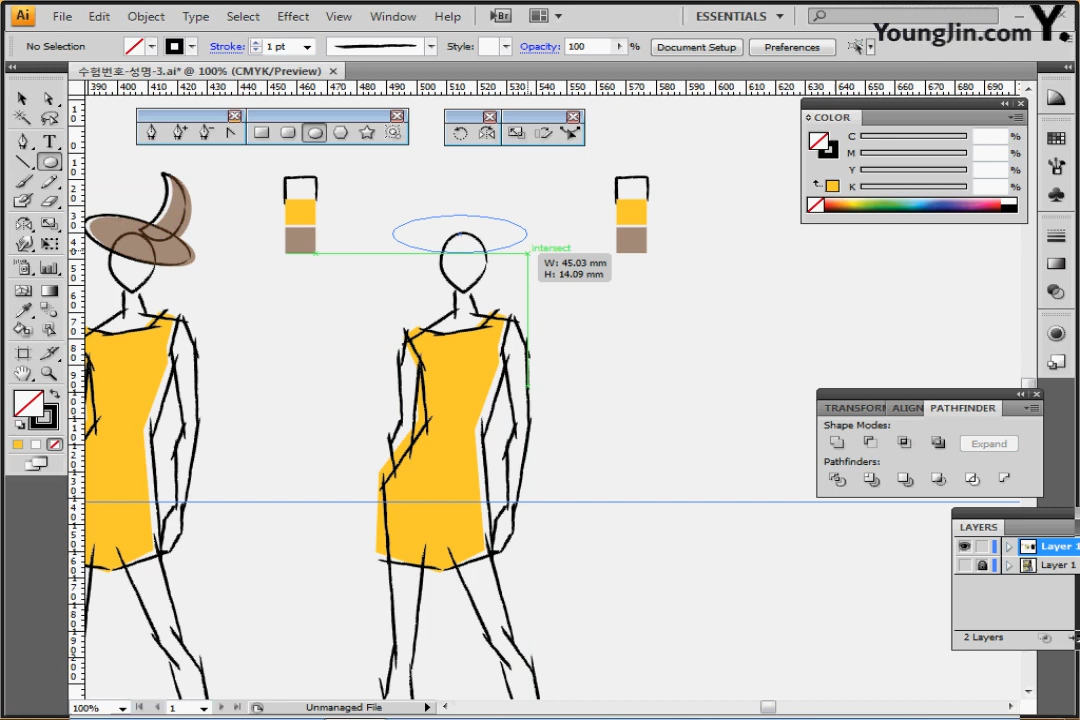 Ai File Edit Object Type Select Effect View Window Help Br ESSENTIALS
YoungJin.com Y.
No Selection Stroke: 1 pt Style: Opacity: 100 % Document Setup Preferences
수험번호-성명-3.ai* @ 100% (CMYK/Preview)
390 400 410 420 430 440 450 460 470 480 490 500 510 520 530 540 550 560 570 580 590 600 610 620 630 640 650 660 670 680 690
COLOR
C %
M %
Y %
K %
intersect
W: 45.03 mm
H: 14.09 mm
TRANSFORM ALIGN PATHFINDER
Shape Modes:
Expand
Pathfinders:
LAYERS
Layer 1
Layer 1
2 Layers
100% 1 Unmanaged File